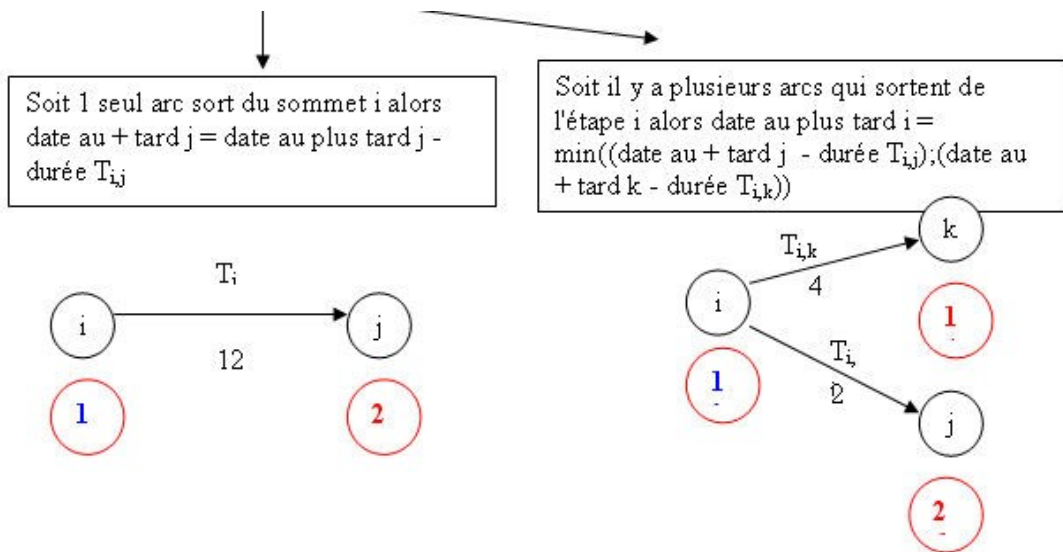 Soit 1 seul arc sort du sommet i alors
date au + tard j = date au plus tard j -
durée Ti,j
Soit il y a plusieurs arcs qui sortent de
l'étape i alors date au plus tard i =
min((date au + tard j - durée Ti,j);(date au
+ tard k - durée Ti,k))
Ti
i
j
12
1
2
Ti,k
4
k
i
1
1
Ti,
2
j
2